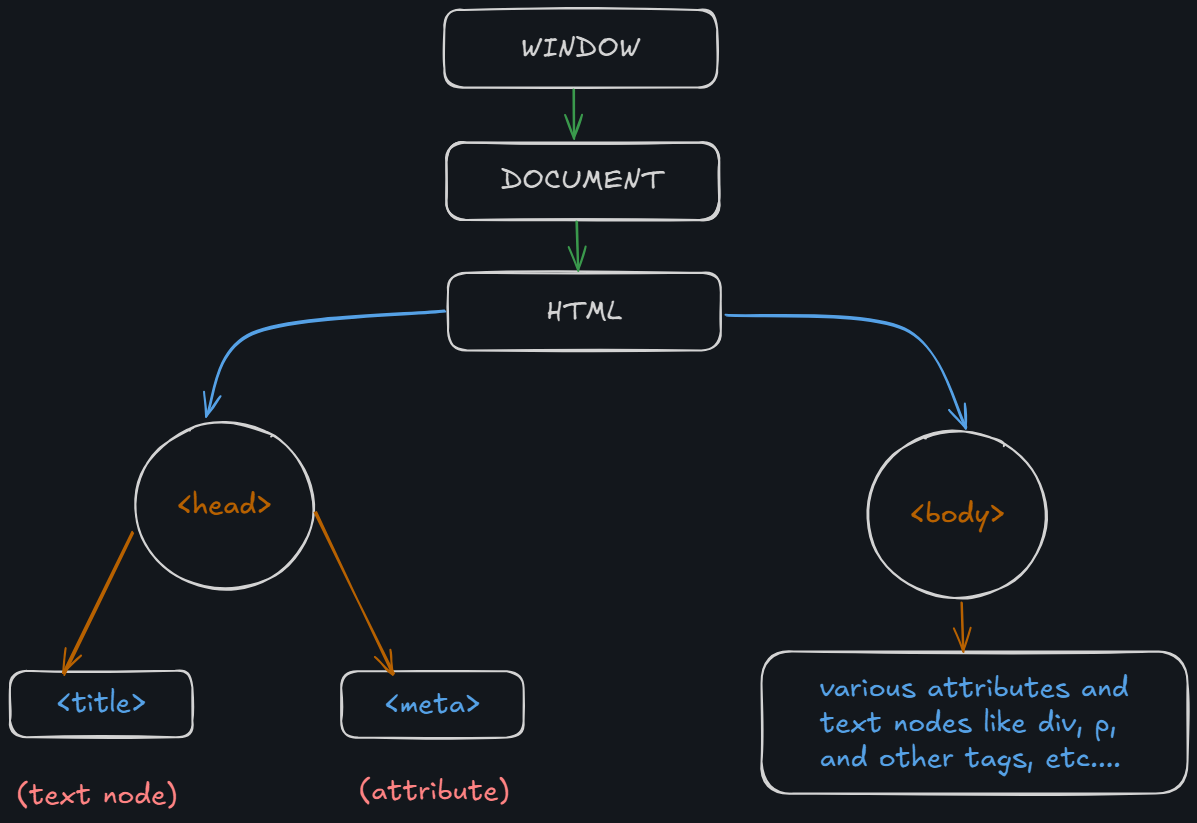 WINDOW
DOCUMENT
HTML
<head>
<body>
<title>
<meta>
various attributes and
text nodes like div, p,
and other tags, etc....
(text node)
(attribute)